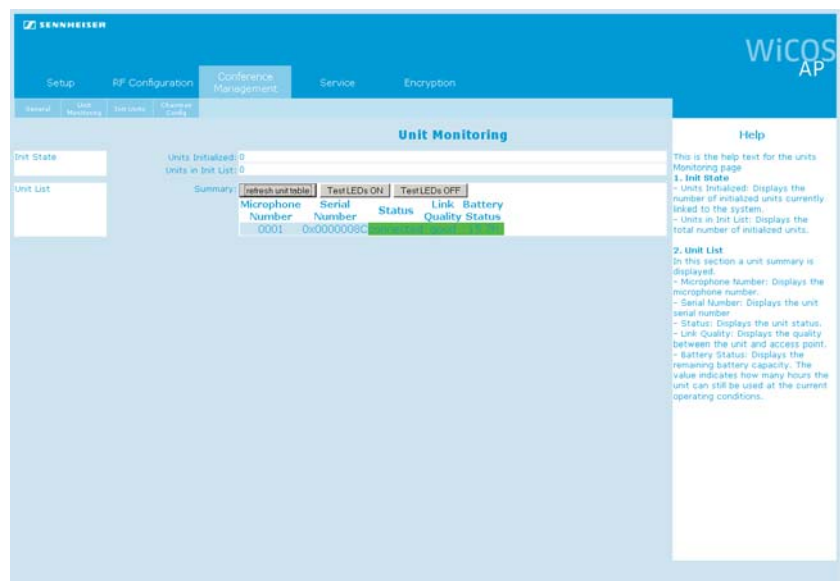 SENNHEISER
WiCOS
AP
Setup
RF Configuration
Conference
Management
Service
Encryption
General
Unit
Monitoring
Init Units
Channel
Config
Unit Monitoring
Init State
Units Initialized: 0
Units in Init List: 0
Unit List
Summary:
refresh unit table
Test LEDs ON
Test LEDs OFF
Microphone Number
Serial Number
Status
Link Quality
Battery Status
0001 0x0000008C connected good
Help
This is the help text for the units
Monitoring page
1. Init State
- Units Initialized: Displays the
number of initialized units currently
linked to the system.
- Units in Init List: Displays the
total number of initialized units.
2. Unit List
In this section a unit summary is
displayed.
- Microphone Number: Displays the
microphone number.
- Serial Number: Displays the unit
serial number
- Status: Displays the unit status.
- Link Quality: Displays the quality
between the unit and access point.
- Battery Status: Displays the
remaining battery capacity. The
value indicates how many hours the
unit can still be used at the current
operating conditions.